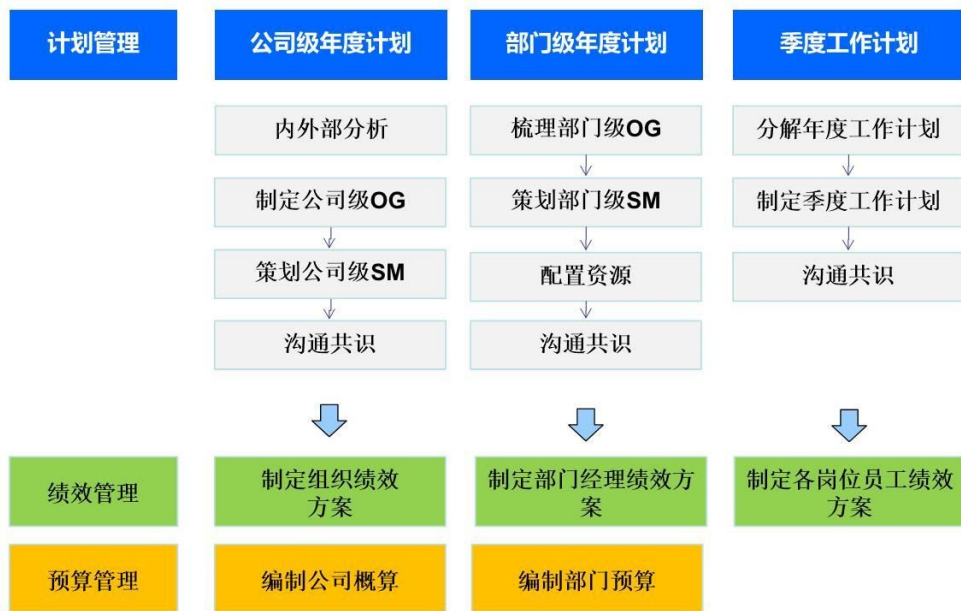 计划管理
公司级年度计划
部门级年度计划
季度工作计划
内外部分析
梳理部门级OG
分解年度工作计划
制定公司级OG
策划部门级SM
制定季度工作计划
策划公司级SM
配置资源
沟通共识
沟通共识
沟通共识
绩效管理
制定组织绩效
方案
制定部门经理绩效方
案
制定各岗位员工绩效
方案
预算管理
编制公司概算
编制部门预算